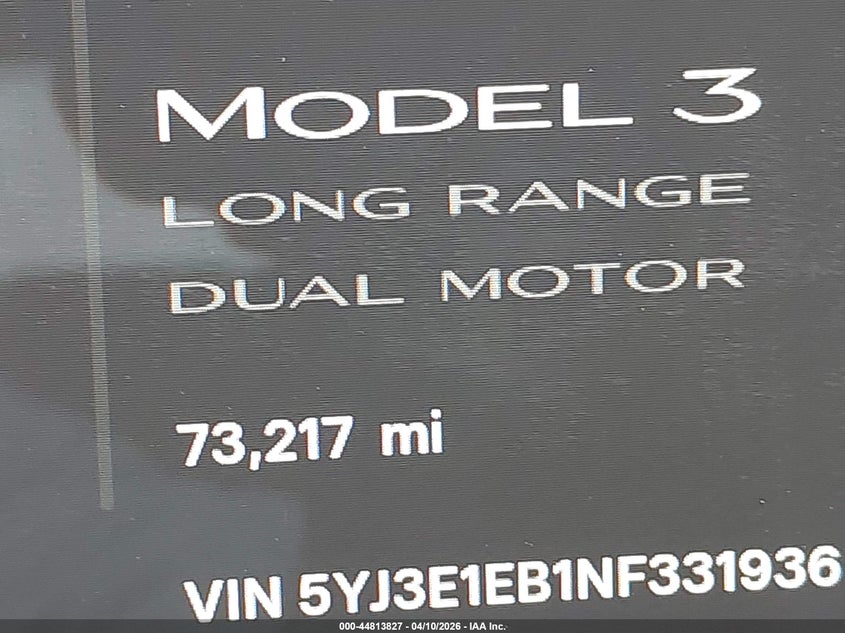 MODEL 3
LONG RANGE
DUAL MOTOR
73,217 mi
VIN 5YJ3E1EB1NF331936
000-44813827 - 04/10/2026 - IAA Inc.